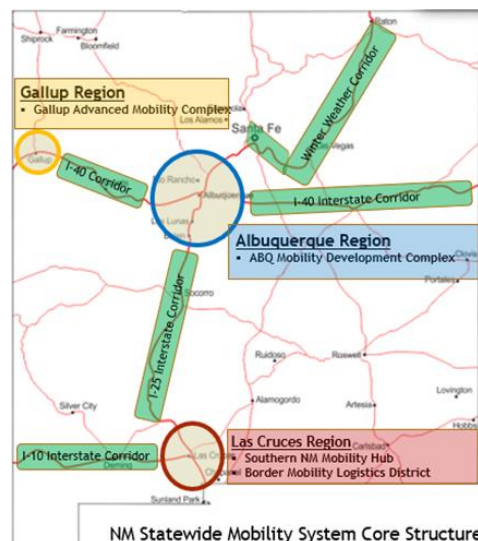 Raton
Farmington
Shiprock
Bloomfield
Gallup Region
▪ Gallup Advanced Mobility Complex
Los Alamos
Santa Fe
Winter Weather Corridor
Vegas
Gallup
I-40 Corridor
Rio Rancho
Albuquerque
I-40 Interstate Corridor
Los Lunas
Belen
Albuquerque Region
▪ ABQ Mobility Development Complex
Clovis
Portales
I-25 Interstate Corridor
Socorro
Ruidoso
Roswell
Lovington
Silver City
Alamogordo
Artesia
Hobbs
Las Cruces Region
▪ Southern NM Mobility Hub
▪ Border Mobility Logistics District
Carlsbad
I-10 Interstate Corridor
Las Cruces
Deming
Sunland Park
NM Statewide Mobility System Core Structure